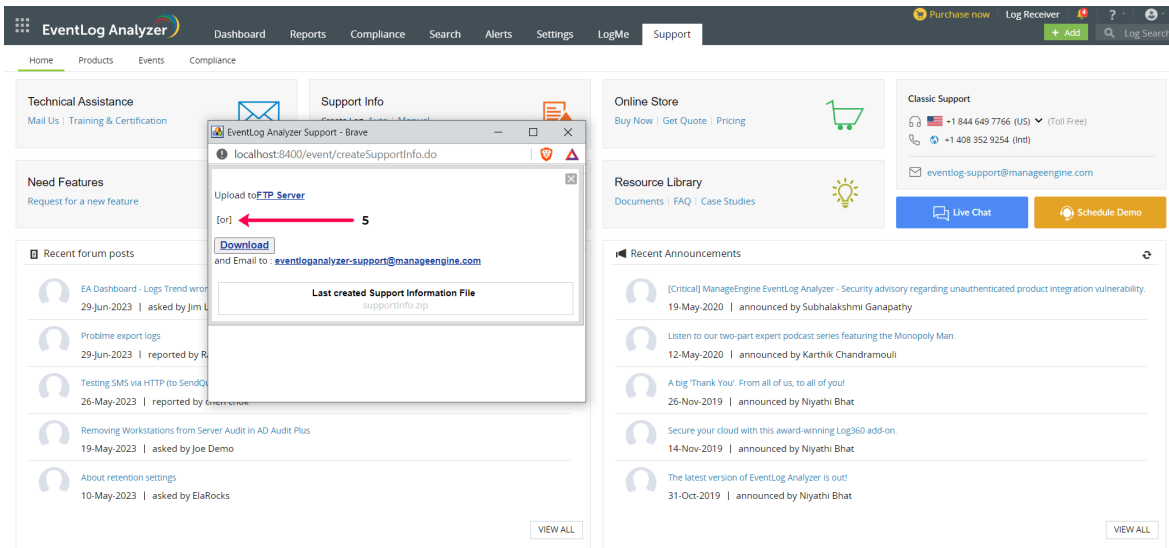 EventLog Analyzer
Dashboard Reports Compliance Search Alerts Settings LogMe Support
Purchase now Log Receiver 4 ?
+ Add Log Search
Home Products Events Compliance
Technical Assistance
Mail Us | Training & Certification
Support Info
Online Store
Buy Now | Get Quote | Pricing
Classic Support
+1 844 649 7766 (US) (Toll Free)
+1 408 352 9254 (Intl)
eventlog-support@manageengine.com
Live Chat
Schedule Demo
Need Features
Request for a new feature
Resource Library
Documents | FAQ | Case Studies
EventLog Analyzer Support - Brave
localhost:8400/event/createSupportInfo.do
Upload toFTP Server
[or]
5
Download
and Email to : eventloganalyzer-support@manageengine.com
Last created Support Information File
supportInfo.zip
Recent forum posts
EA Dashboard - Logs Trend
29-Jun-2023 | asked by Jim
Problme export logs
29-Jun-2023 | reported by
Testing SMS via HTTP (to
26-May-2023 | reported by
Removing Workstations from Server Audit in AD Audit Plus
19-May-2023 | asked by Joe Demo
About retention settings
10-May-2023 | asked by ElaRocks
VIEW ALL
Recent Announcements
[Critical] ManageEngine EventLog Analyzer - Security advisory regarding unauthenticated product integration vulnerability.
19-May-2020 | announced by Subhalakshmi Ganapathy
Listen to our two-part expert podcast series featuring the Monopoly Man.
12-May-2020 | announced by Karthik Chandramouli
A big 'Thank You'. From all of us, to all of you!
26-Nov-2019 | announced by Niyathi Bhat
Secure your cloud with this award-winning Log360 add-on.
14-Nov-2019 | announced by Niyathi Bhat
The latest version of EventLog Analyzer is out!
31-Oct-2019 | announced by Niyathi Bhat
VIEW ALL